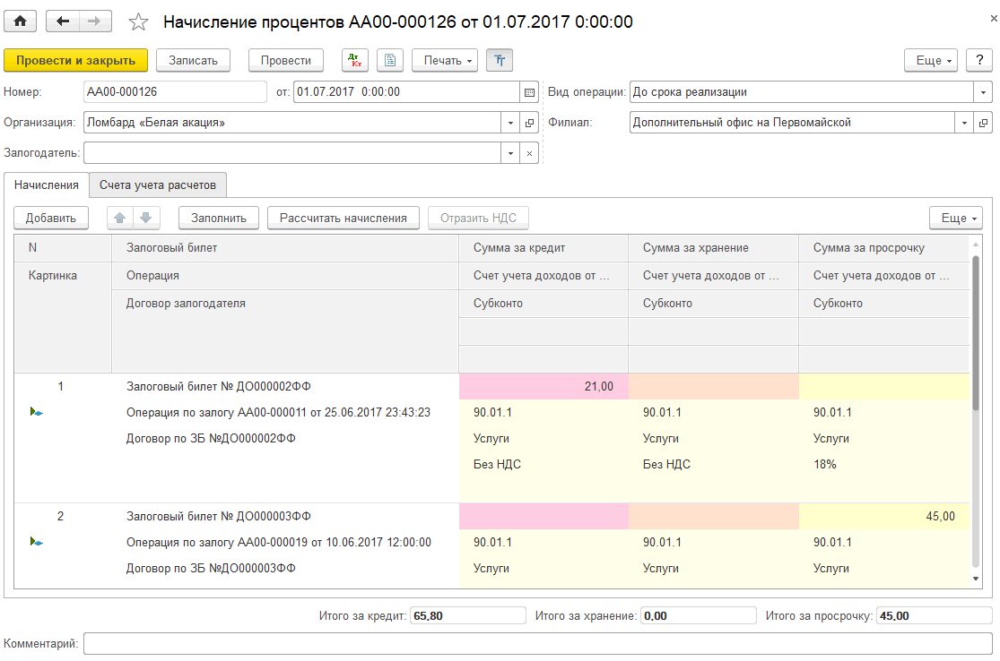 Начисление процентов АА00-000126 от 01.07.2017 0:00:00
×
Провести и закрыть Записать Провести Дт Кт Печать Тт Еще ?
Номер: АА00-000126 от: 01.07.2017 0:00:00 Вид операции: До срока реализации
Организация: Ломбард «Белая акация» Филиал: Дополнительный офис на Первомайской
Залогодатель: ×
Начисления Счета учета расчетов
Добавить Заполнить Рассчитать начисления Отразить НДС Еще
N Залоговый билет Сумма за кредит Сумма за хранение Сумма за просрочку
Картинка Операция Счет учета доходов от ... Счет учета доходов от ... Счет учета доходов от ...
Договор залогодателя Субконто Субконто Субконто
1 Залоговый билет № ДО000002ФФ 21,00
Операция по залогу АА00-000011 от 25.06.2017 23:43:23 90.01.1 90.01.1 90.01.1
Договор по ЗБ №ДО000002ФФ Услуги Услуги Услуги
Без НДС Без НДС 18%
2 Залоговый билет № ДО000003ФФ 45,00
Операция по залогу АА00-000019 от 10.06.2017 12:00:00 90.01.1 90.01.1 90.01.1
Договор по ЗБ №ДО000003ФФ Услуги Услуги Услуги
Итого за кредит: 65,80 Итого за хранение: 0,00 Итого за просрочку: 45,00
Комментарий: